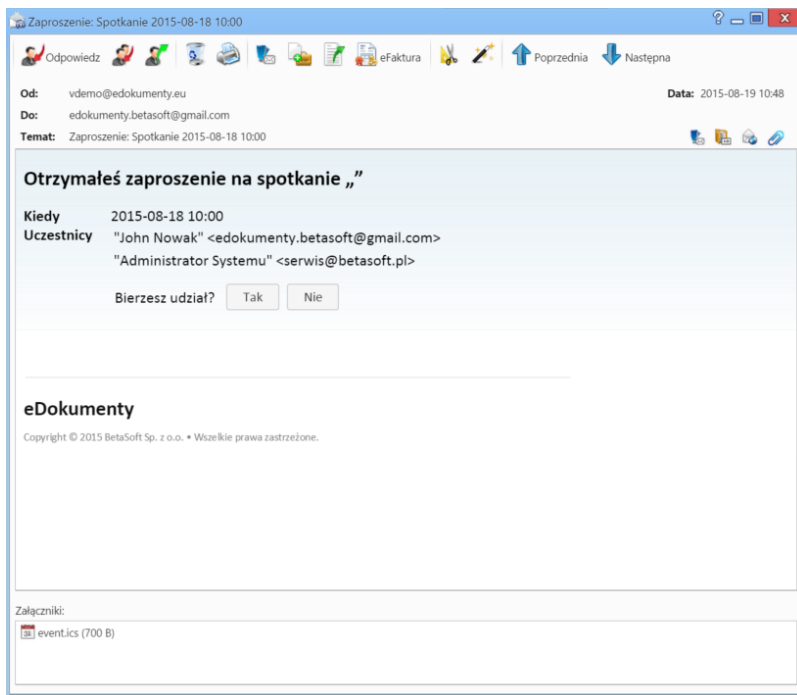 Zaproszenie: Spotkanie 2015-08-18 10:00
Odpowiedz eFaktura Poprzednia Następna
Od: vdemo@edokumenty.eu Data: 2015-08-19 10:48
Do: edokumenty.betasoft@gmail.com
Temat: Zaproszenie: Spotkanie 2015-08-18 10:00
Otrzymałeś zaproszenie na spotkanie „”
Kiedy 2015-08-18 10:00
Uczestnicy "John Nowak" <edokumenty.betasoft@gmail.com>
"Administrator Systemu" <serwis@betasoft.pl>
Bierzesz udział? Tak Nie
eDokumenty
Copyright © 2015 BetaSoft Sp. z o.o. • Wszelkie prawa zastrzeżone.
Załączniki:
event.ics (700 B)